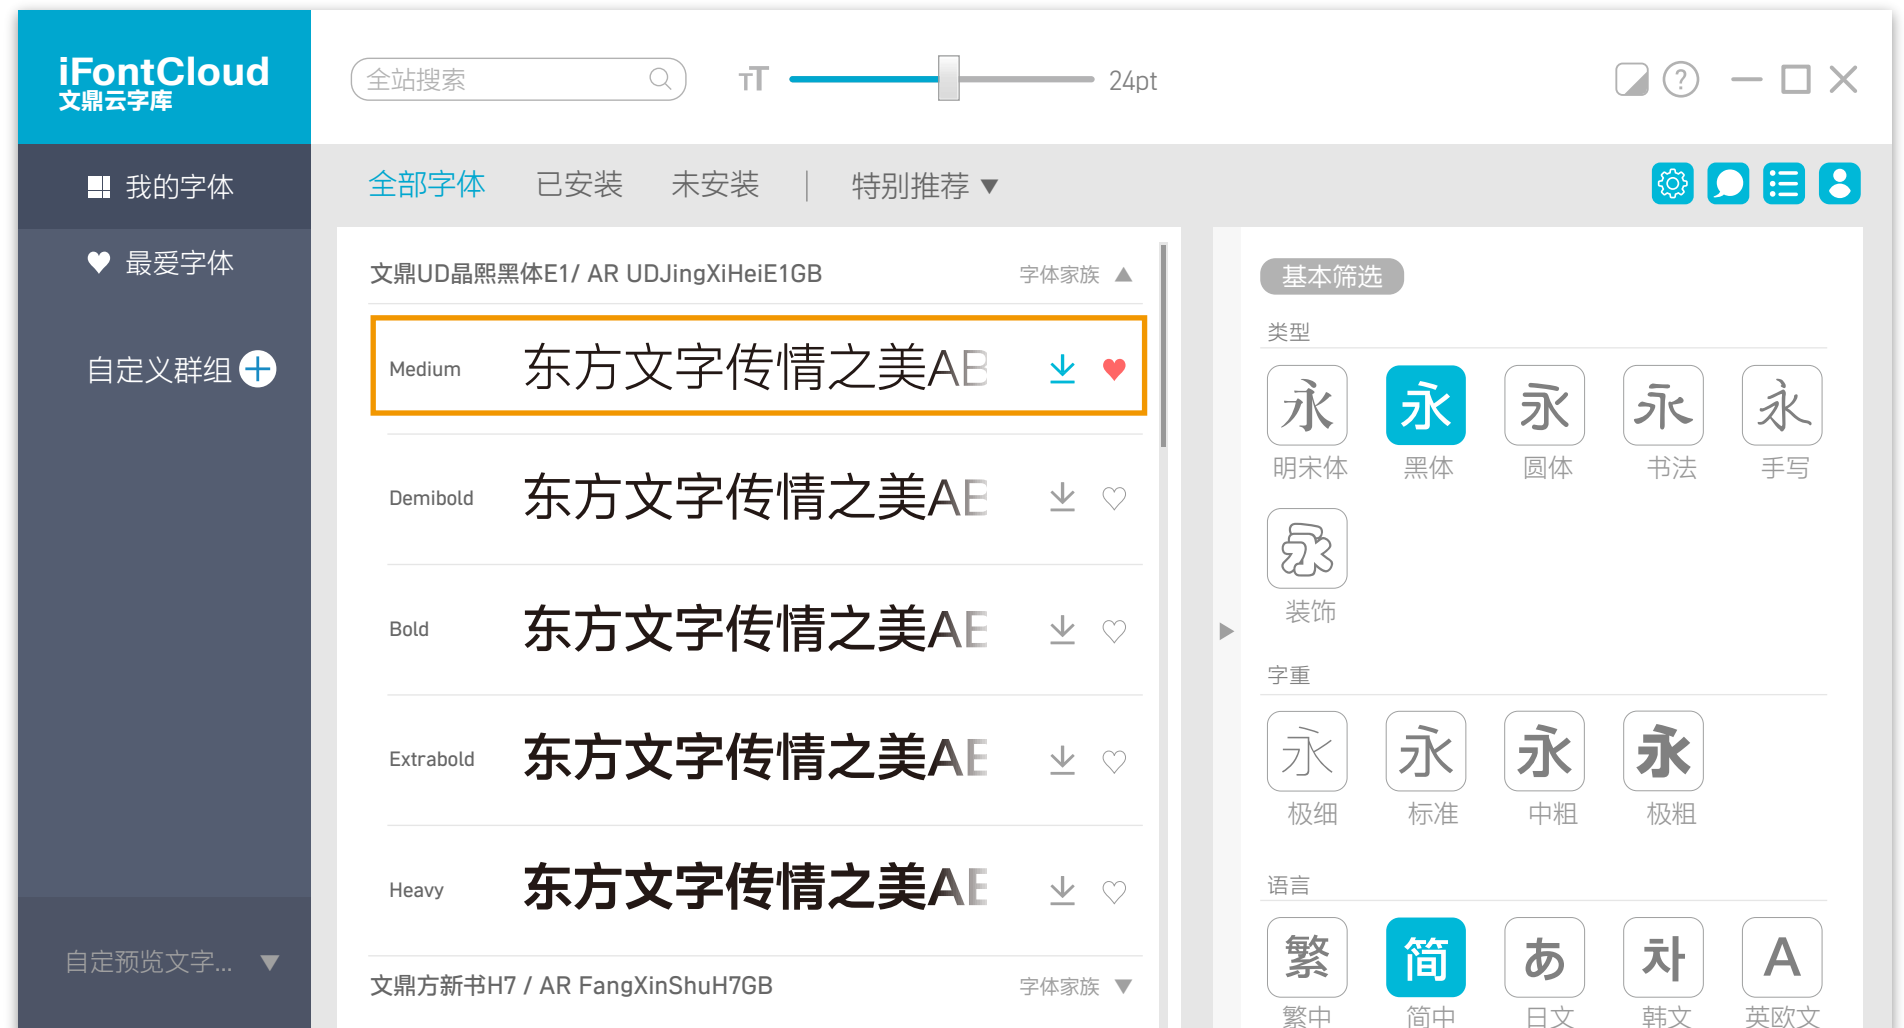 iFontCloud
文鼎云字库
全站搜索
TT
24pt
?
我的字体
最爱字体
自定义群组
自定预览文字...
全部字体 已安装 未安装 | 特别推荐
文鼎UD晶熙黑体E1/ AR UDJingXiHeiE1GB 字体家族
Medium 东方文字传情之美AB
Demibold 东方文字传情之美AB
Bold 东方文字传情之美AB
Extrabold 东方文字传情之美AB
Heavy 东方文字传情之美AB
文鼎方新书H7 / AR FangXinShuH7GB 字体家族
基本筛选
类型
永 永 永 永 永
明宋体 黑体 圆体 书法 手写
永
装饰
字重
永 永 永 永
极细 标准 中粗 极粗
语言
繁 简 あ 차 A
繁中 简中 日文 韩文 英欧文